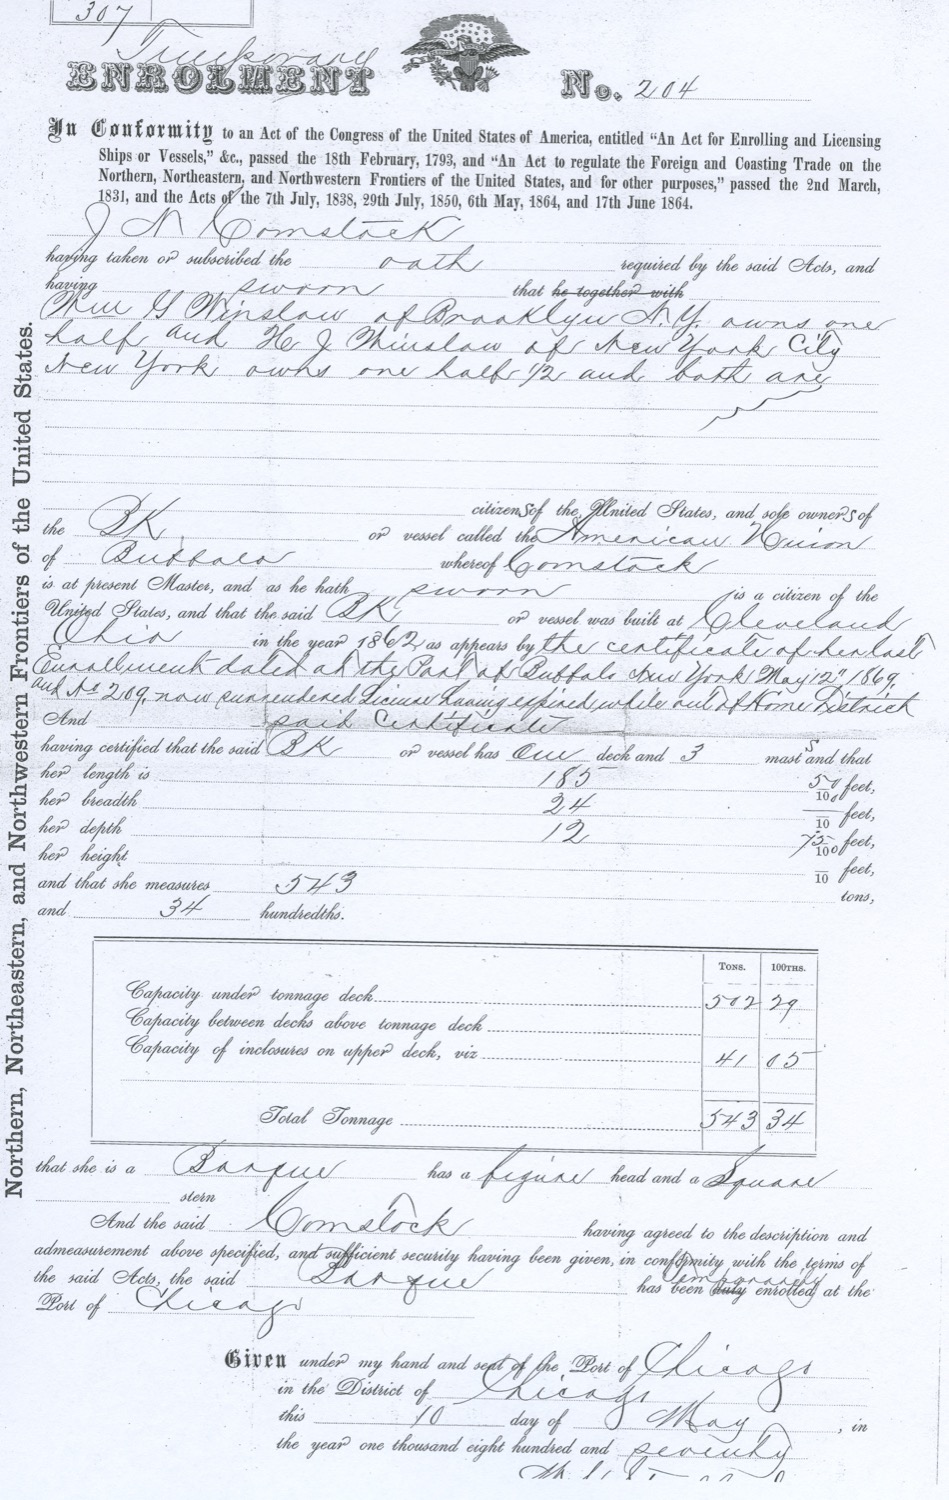 307
Temporary
ENROLMENT No. 204
In Conformity to an Act of the Congress of the United States of America, entitled "An Act for Enrolling and Licensing
Ships or Vessels," &c., passed the 18th February, 1793, and "An Act to regulate the Foreign and Coasting Trade on the
Northern, Northeastern, and Northwestern Frontiers of the United States, and for other purposes," passed the 2nd March,
1831, and the Acts of the 7th July, 1838, 29th July, 1850, 6th May, 1864, and 17th June 1864.
J N Comstock
having taken or subscribed the oath required by the said Acts, and
having sworn that he together with
Wm G Winslow of Brooklyn N.Y. owns one
half and H J Winslow of New York City
New York owns one half 1/2 and both are
citizens of the United States, and sole owners of
the BK or vessel called the American Union
of Buffalo whereof Comstock
is at present Master, and as he hath sworn is a citizen of the
United States, and that the said BK or vessel was built at Cleveland
Ohio in the year 1862 as appears by the certificate of her last
Enrollment dated at the Port of Buffalo New York May 12" 1869
and No 209, now surrendered License having expired while out of Home District
And said Certificate
having certified that the said BK or vessel has one deck and 3 masts and that
her length is 185 50/100 feet,
her breadth 24 /10 feet,
her depth 12 75/100 feet,
her height /10 feet,
and that she measures 543 tons,
and 34 hundredths.
TONS. 100THS.
Capacity under tonnage deck 502 29
Capacity between decks above tonnage deck
Capacity of inclosures on upper deck, viz 41 05
Total Tonnage 543 34
that she is a Barque has a figure head and a Square
stern
And the said Comstock having agreed to the description and
admeasurement above specified, and sufficient security having been given, in conformity with the terms of
the said Acts, the said Barque has been duly temporarily enrolled at the
Port of Chicago
Given under my hand and seal of the Port of Chicago
in the District of Chicago
this 10 day of May, in
the year one thousand eight hundred and seventy
Northern, Northeastern, and Northwestern Frontiers of the United States.